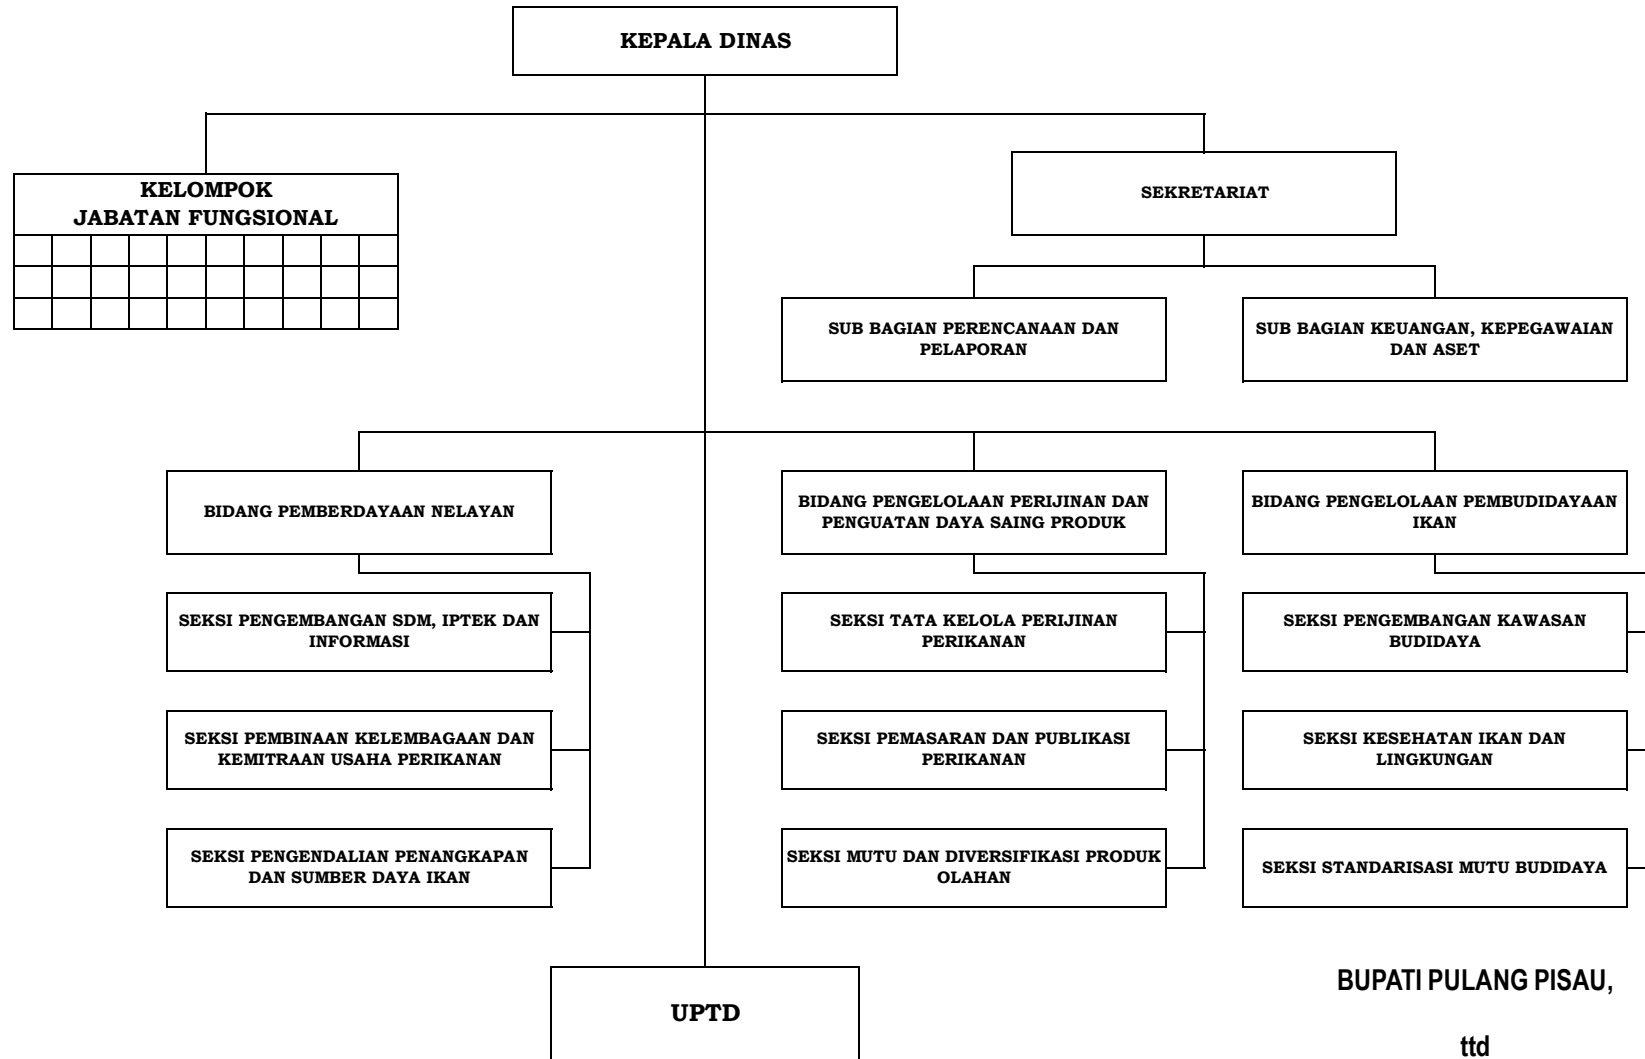 KEPALA DINAS
KELOMPOK
JABATAN FUNGSIONAL
SEKRETARIAT
SUB BAGIAN PERENCANAAN DAN
PELAPORAN
SUB BAGIAN KEUANGAN, KEPEGAWAIAN
DAN ASET
BIDANG PEMBERDAYAAN NELAYAN
BIDANG PENGELOLAAN PERIJINAN DAN
PENGUATAN DAYA SAING PRODUK
BIDANG PENGELOLAAN PEMBUDIDAYAAN
IKAN
SEKSI PENGEMBANGAN SDM, IPTEK DAN
INFORMASI
SEKSI TATA KELOLA PERIJINAN
PERIKANAN
SEKSI PENGEMBANGAN KAWASAN
BUDIDAYA
SEKSI PEMBINAAN KELEMBAGAAN DAN
KEMITRAAN USAHA PERIKANAN
SEKSI PEMASARAN DAN PUBLIKASI
PERIKANAN
SEKSI KESEHATAN IKAN DAN
LINGKUNGAN
SEKSI PENGENDALIAN PENANGKAPAN
DAN SUMBER DAYA IKAN
SEKSI MUTU DAN DIVERSIFIKASI PRODUK
OLAHAN
SEKSI STANDARISASI MUTU BUDIDAYA
UPTD
BUPATI PULANG PISAU,
ttd